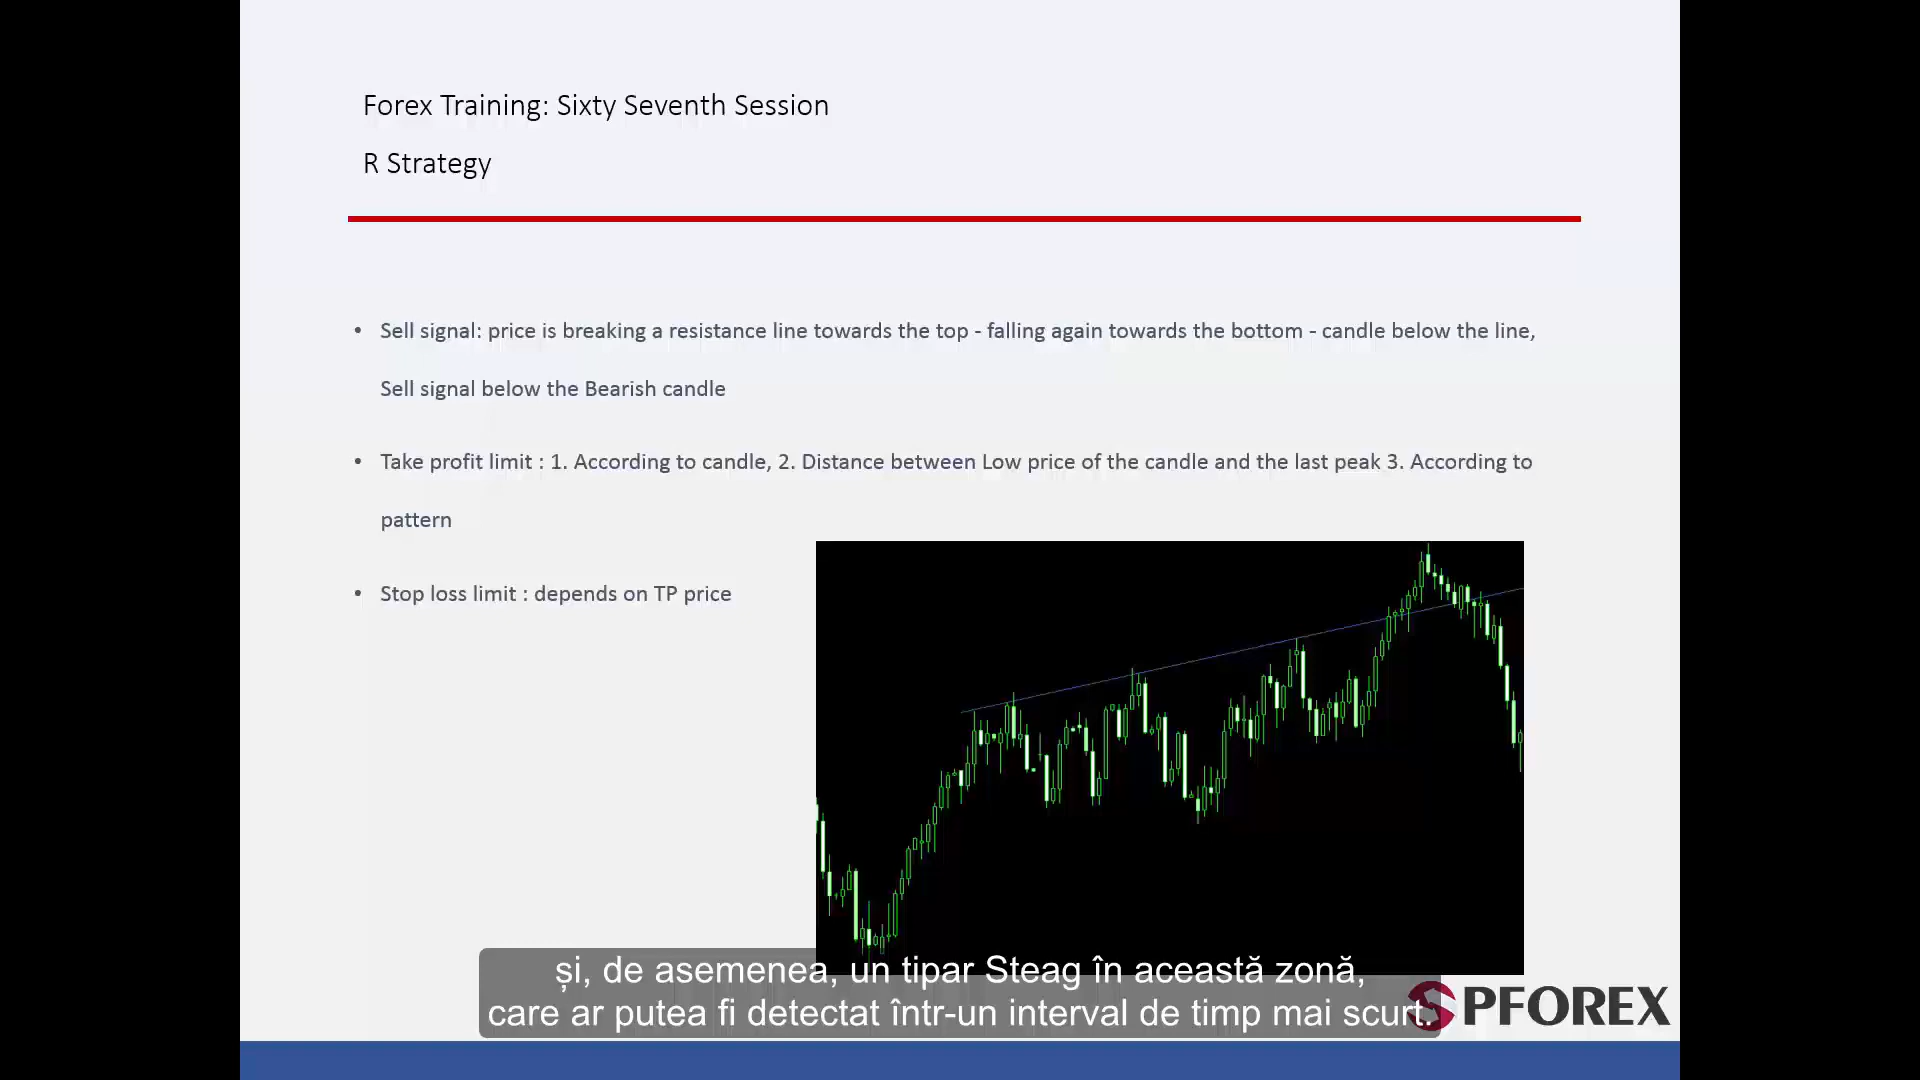 Forex Training: Sixty Seventh Session
R Strategy
• Sell signal: price is breaking a resistance line towards the top - falling again towards the bottom - candle below the line,
Sell signal below the Bearish candle
• Take profit limit : 1. According to candle, 2. Distance between Low price of the candle and the last peak 3. According to
pattern
• Stop loss limit : depends on TP price
și, de asemenea, un tipar Steag în această zonă,
care ar putea fi detectat într-un interval de timp mai scurt.
PFOREX